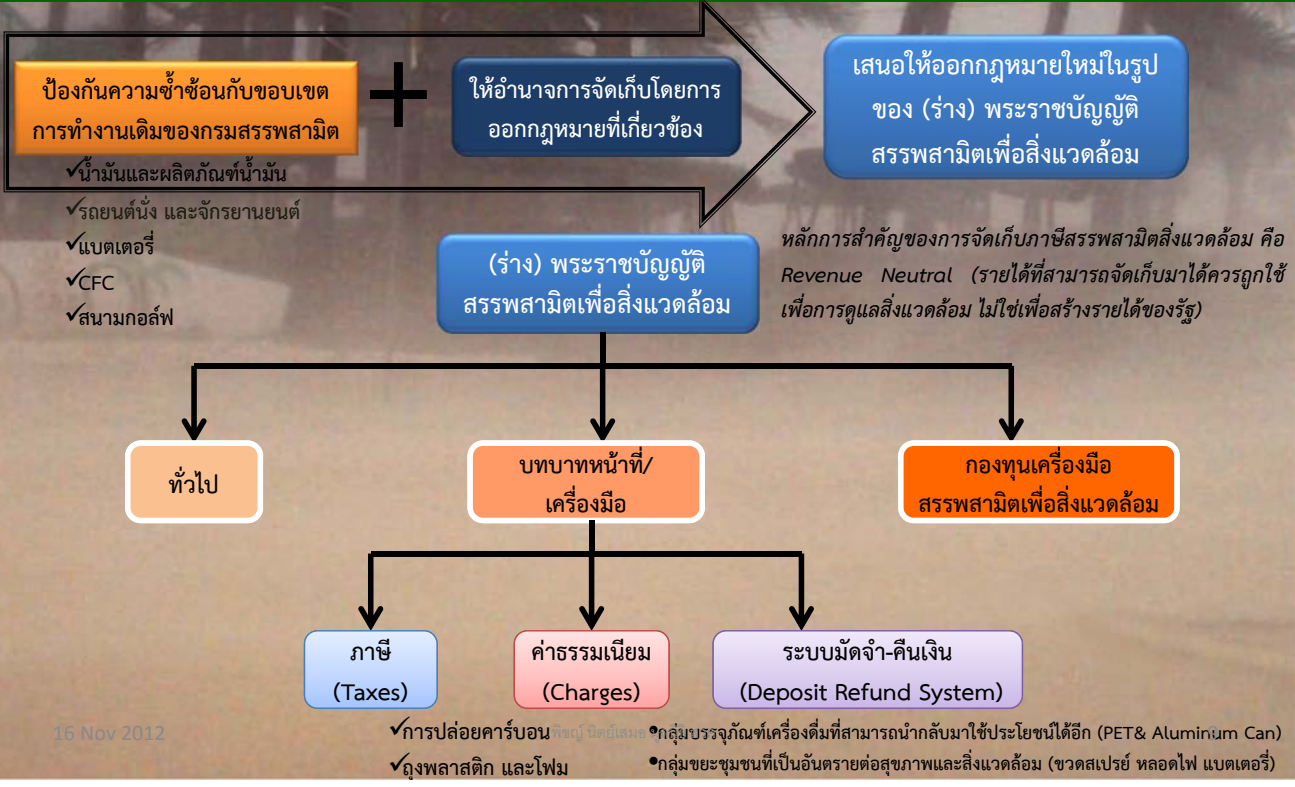 ป้องกันความซ้ำซ้อนกับขอบเขต
การทำงานเดิมของกรมสรรพสามิต
+
ให้อำนาจการจัดเก็บโดยการ
ออกกฎหมายที่เกี่ยวข้อง
เสนอให้ออกกฎหมายใหม่ในรูป
ของ (ร่าง) พระราชบัญญัติ
สรรพสามิตเพื่อสิ่งแวดล้อม
✓น้ำมันและผลิตภัณฑ์น้ำมัน
✓รถยนต์นั่ง และจักรยานยนต์
✓แบตเตอรี่
✓CFC
✓สนามกอล์ฟ
(ร่าง) พระราชบัญญัติ
สรรพสามิตเพื่อสิ่งแวดล้อม
หลักการสำคัญของการจัดเก็บภาษีสรรพสามิตสิ่งแวดล้อม คือ
Revenue Neutral (รายได้ที่สามารถจัดเก็บมาได้ควรถูกใช้
เพื่อการดูแลสิ่งแวดล้อม ไม่ใช่เพื่อสร้างรายได้ของรัฐ)
ทั่วไป
บทบาทหน้าที่/
เครื่องมือ
กองทุนเครื่องมือ
สรรพสามิตเพื่อสิ่งแวดล้อม
ภาษี
(Taxes)
ค่าธรรมเนียม
(Charges)
ระบบมัดจำ-คืนเงิน
(Deposit Refund System)
16 Nov 2012
✓การปล่อยคาร์บอน
✓ถุงพลาสติก และโฟม
พิชญ์ นิตย์เสมอ
•กลุ่มบรรจุภัณฑ์เครื่องดื่มที่สามารถนำกลับมาใช้ประโยชน์ได้อีก (PET& Aluminum Can)
•กลุ่มขยะชุมชนที่เป็นอันตรายต่อสุขภาพและสิ่งแวดล้อม (ขวดสเปรย์ หลอดไฟ แบตเตอรี่)